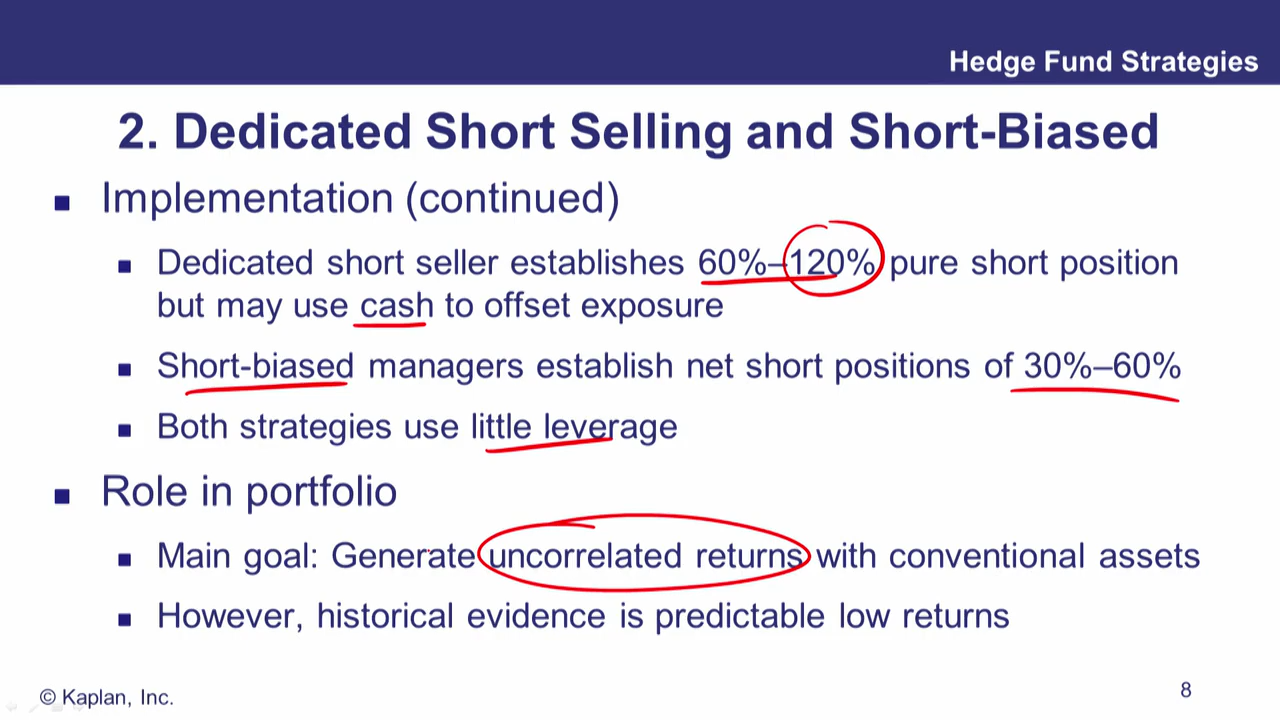 Hedge Fund Strategies
2. Dedicated Short Selling and Short-Biased
Implementation (continued)
Dedicated short seller establishes 60%–120% pure short position
but may use cash to offset exposure
Short-biased managers establish net short positions of 30%–60%
Both strategies use little leverage
Role in portfolio
Main goal: Generate uncorrelated returns with conventional assets
However, historical evidence is predictable low returns
© Kaplan, Inc.
8